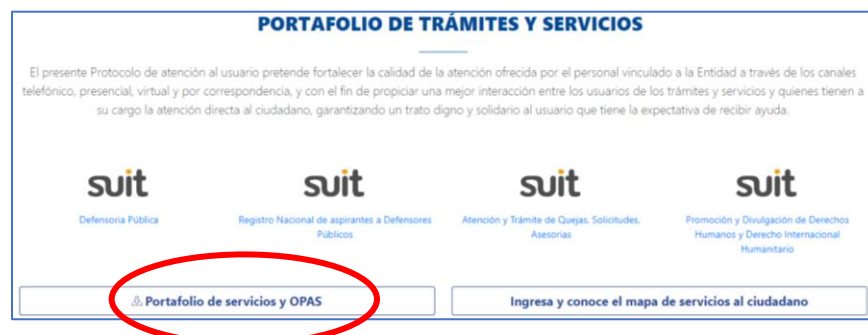 PORTAFOLIO DE TRÁMITES Y SERVICIOS
El presente Protocolo de atención al usuario pretende fortalecer la calidad de la atención ofrecida por el personal vinculado a la Entidad a través de los canales
telefónico, presencial, virtual y por correspondencia, y con el fin de propiciar una mejor interacción entre los usuarios de los trámites y servicios y quienes tienen a
su cargo la atención directa al ciudadano, garantizando un trato digno y solidario al usuario que tiene la expectativa de recibir ayuda.
suit
Defensoria Pública
suit
Registro Nacional de aspirantes a Defensores
Públicos
suit
Atención y Trámite de Quejas, Solicitudes,
Asesorias
suit
Promoción y Divulgación de Derechos
Humanos y Derecho Internacional
Humanitario
Portafolio de servicios y OPAS
Ingresa y conoce el mapa de servicios al ciudadano